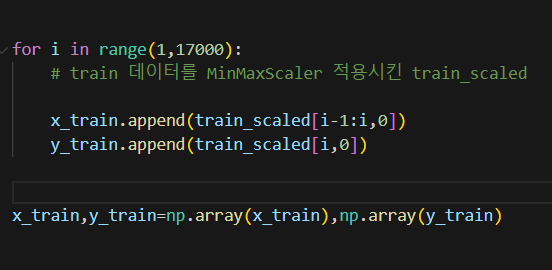 for i in range(1,17000):
# train 데이터를 MinMaxScaler 적용시킨 train_scaled
x_train.append(train_scaled[i-1:i,0])
y_train.append(train_scaled[i,0])
x_train,y_train=np.array(x_train),np.array(y_train)